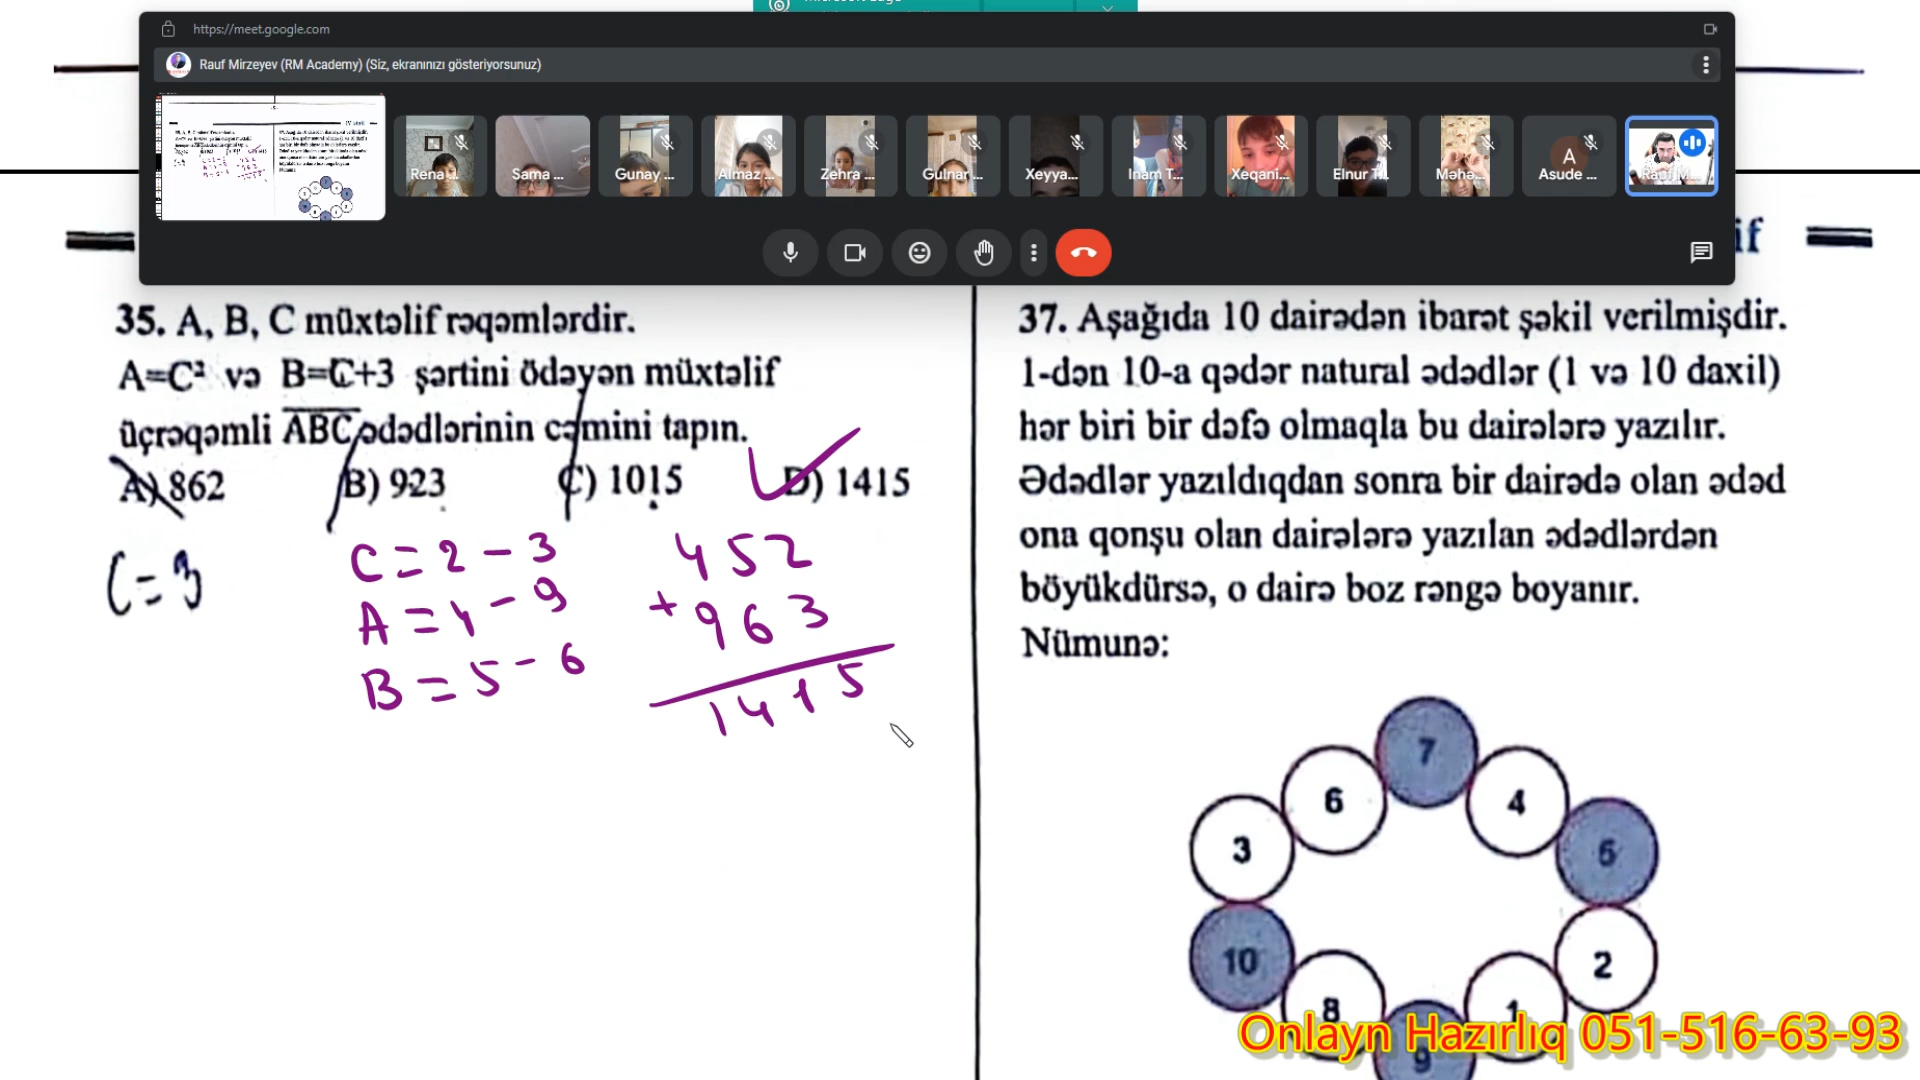 https://meet.google.com
Rauf Mirzeyev (RM Academy) (Siz, ekranınızı gösteriyorsunuz)
Rena ...
Sama ...
Gunay ...
Almaz ...
Zehra ...
Gulnar ...
Xeyya...
Inam T...
Xeqani...
Elnur T...
Məhə...
A
Asude ...
Rauf M...
if
35. A, B, C müxtəlif rəqəmlərdir.
A=C² və B=C+3 şərtini ödəyən müxtəlif
üçrəqəmli ABC ədədlərinin cəmini tapın.
A) 862 B) 923 C) 1015 D) 1415
C = 3
C = 2 - 3
A = 4 - 9
B = 5 - 6
452
+ 963
1415
37. Aşağıda 10 dairədən ibarət şəkil verilmişdir.
1-dən 10-a qədər natural ədədlər (1 və 10 daxil)
hər biri bir dəfə olmaqla bu dairələrə yazılır.
Ədədlər yazıldıqdan sonra bir dairədə olan ədəd
ona qonşu olan dairələrə yazılan ədədlərdən
böyükdürsə, o dairə boz rəngə boyanır.
Nümunə:
7
6
4
3
5
10
2
8
1
9
Onlayn Hazırlıq 051-516-63-93